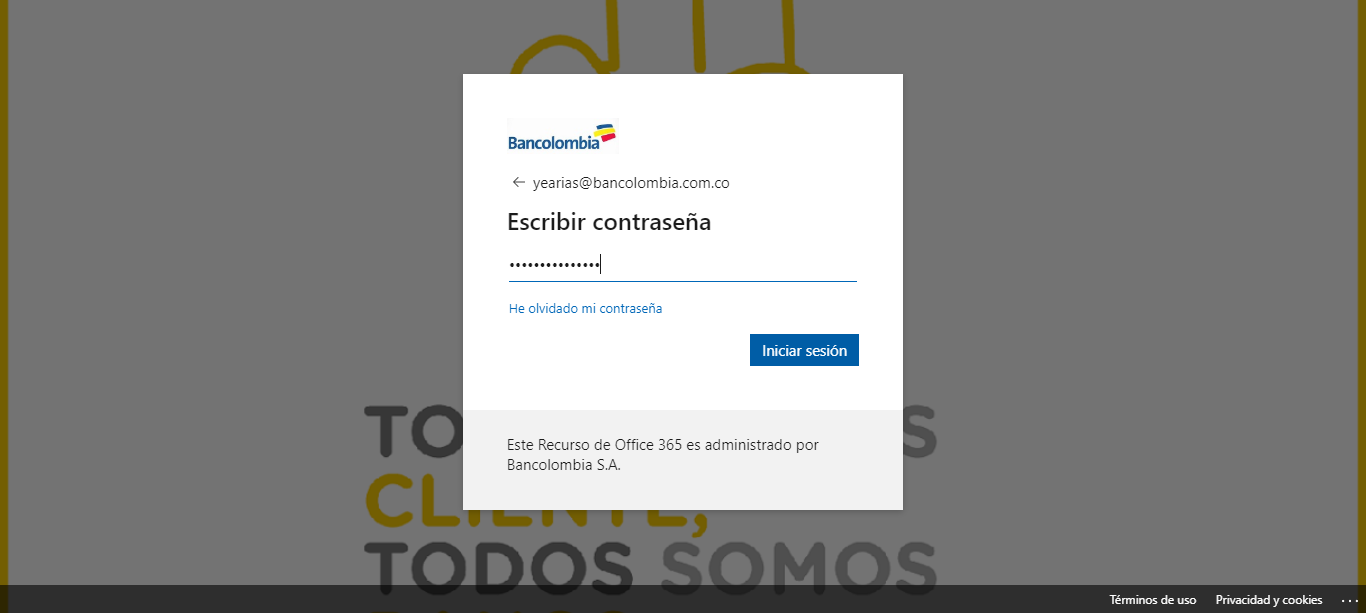 Bancolombia
← yearias@bancolombia.com.co
Escribir contraseña
•••••••••••••••
He olvidado mi contraseña
Iniciar sesión
Este Recurso de Office 365 es administrado por
Bancolombia S.A.
TO S
CLIENTE,
TODOS SOMOS
Términos de uso Privacidad y cookies ...